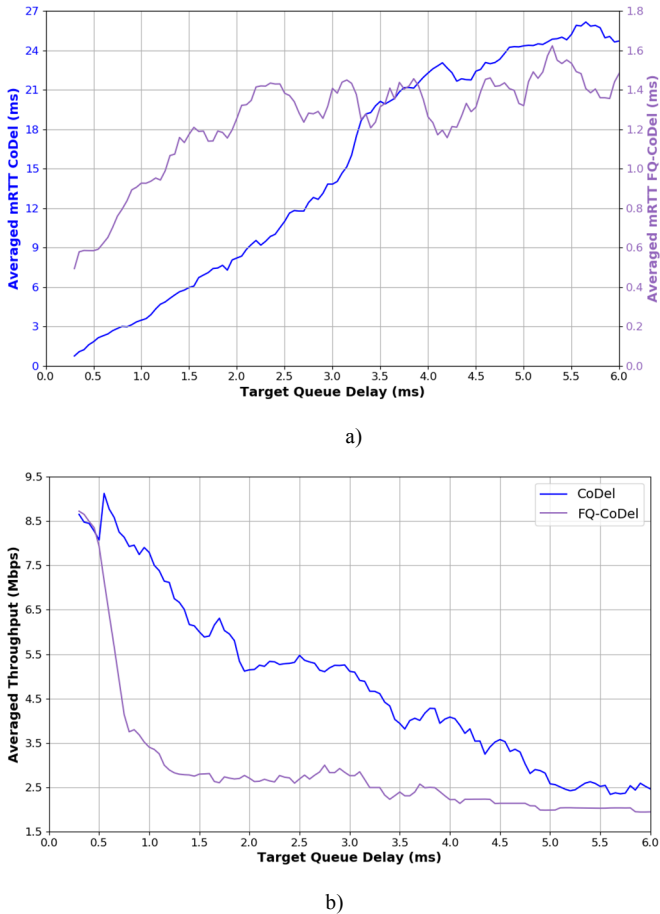 27
24
21
18
15
12
9
6
3
0
Averaged mRTT CoDel (ms)
1.8
1.6
1.4
1.2
1.0
0.8
0.6
0.4
0.2
0.0
Averaged mRTT FQ-CoDel (ms)
0.0 0.5 1.0 1.5 2.0 2.5 3.0 3.5 4.0 4.5 5.0 5.5 6.0
Target Queue Delay (ms)
a)
9.5
8.5
7.5
6.5
5.5
4.5
3.5
2.5
1.5
Averaged Throughput (Mbps)
CoDel
FQ-CoDel
0.0 0.5 1.0 1.5 2.0 2.5 3.0 3.5 4.0 4.5 5.0 5.5 6.0
Target Queue Delay (ms)
b)